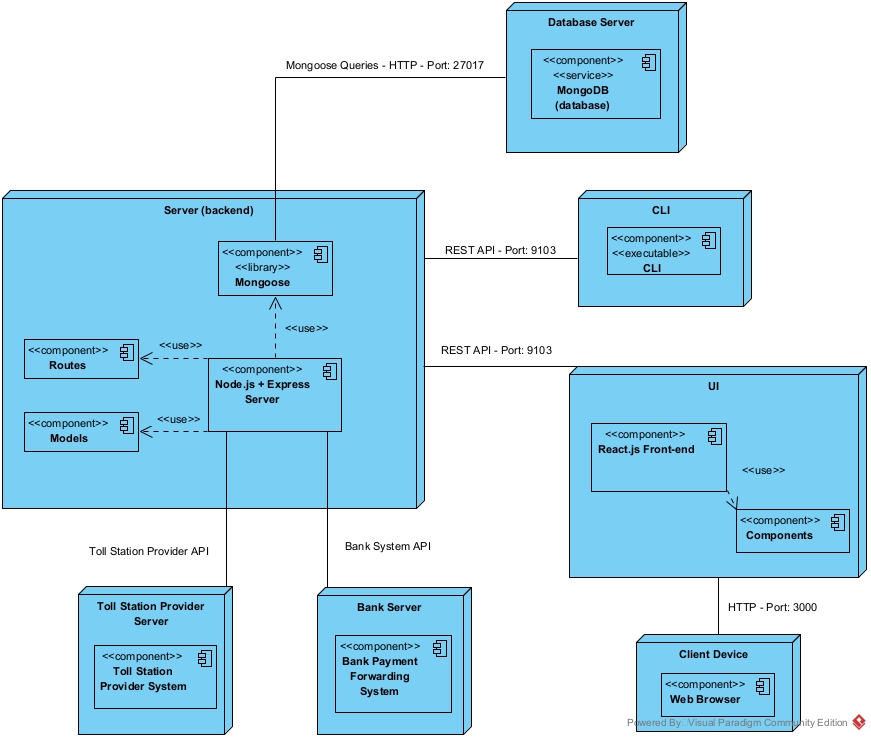 Database Server
<<component>>
<<service>>
MongoDB
(database)
Mongoose Queries - HTTP - Port: 27017
Server (backend)
<<component>>
<<library>>
Mongoose
<<use>>
<<component>>
Routes
<<use>>
<<component>>
Node.js + Express
Server
<<component>>
Models
<<use>>
REST API - Port: 9103
CLI
<<component>>
<<executable>>
CLI
REST API - Port: 9103
UI
<<component>>
React.js Front-end
<<use>>
<<component>>
Components
Toll Station Provider API
Bank System API
Toll Station Provider
Server
<<component>>
Toll Station
Provider System
Bank Server
<<component>>
Bank Payment
Forwarding
System
HTTP - Port: 3000
Client Device
<<component>>
Web Browser
Powered By: Visual Paradigm Community Edition